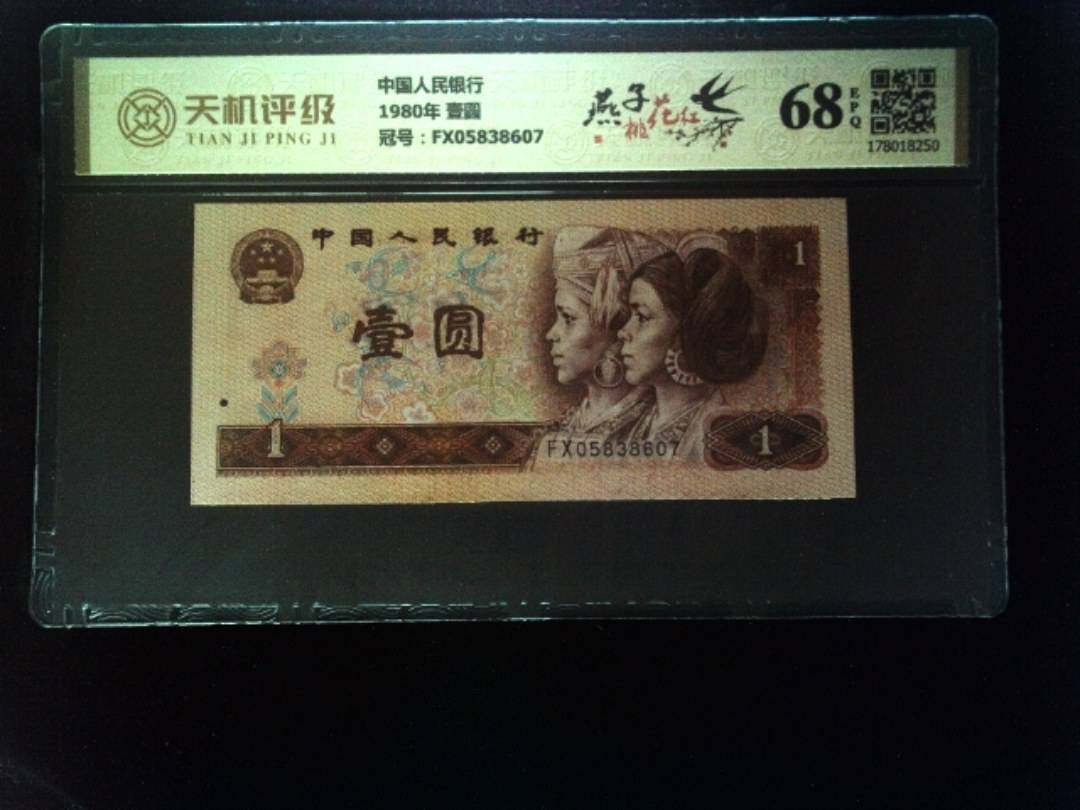 天机评级
TIAN JI PING JI
中国人民银行
1980年 壹圆
冠号：FX05838607
燕子
桃花红
68 EPQ
178018250
中国人民银行
1
壹圆
1
FX05838607
1